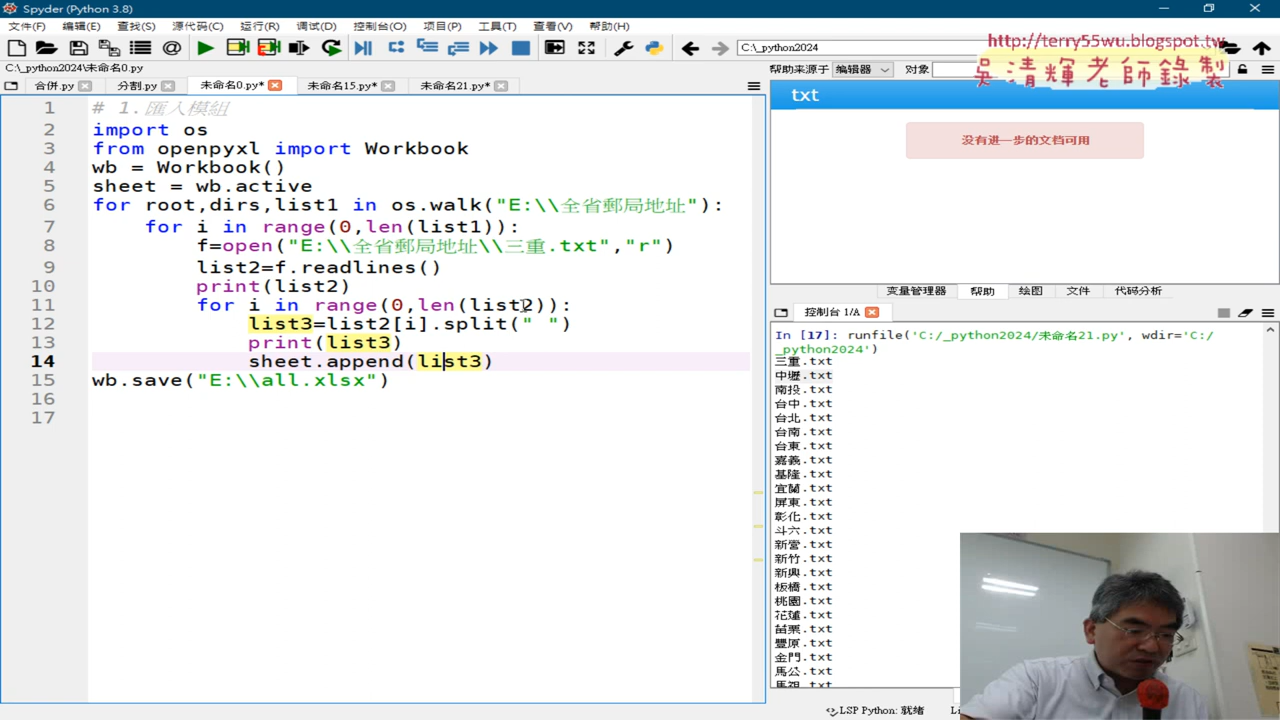 Spyder (Python 3.8)
文件(F) 编辑(E) 查找(S) 源代码(C) 运行(R) 调试(D) 控制台(O) 项目(P) 工具(T) 查看(V) 帮助(H)
C:\_python2024
http://terry55wu.blogspot.tw
吳清輝老師錄製
C:\_python2024\未命名0.py
合併.py 分割.py 未命名0.py* 未命名15.py* 未命名21.py*
帮助来源于 编辑器 对象
1 # 1.匯入模組
2 import os
3 from openpyxl import Workbook
4 wb = Workbook()
5 sheet = wb.active
6 for root,dirs,list1 in os.walk("E:\\全省郵局地址"):
7 for i in range(0,len(list1)):
8 f=open("E:\\全省郵局地址\\三重.txt","r")
9 list2=f.readlines()
10 print(list2)
11 for i in range(0,len(list2)):
12 list3=list2[i].split(" ")
13 print(list3)
14 sheet.append(list3)
15 wb.save("E:\\all.xlsx")
16
17
txt
没有进一步的文档可用
变量管理器 帮助 绘图 文件 代码分析
控制台 1/A
In [17]: runfile('C:/_python2024/未命名21.py', wdir='C:/
_python2024')
三重.txt
中壢.txt
南投.txt
台中.txt
台北.txt
台南.txt
台東.txt
嘉義.txt
基隆.txt
宜蘭.txt
屏東.txt
彰化.txt
斗六.txt
新營.txt
新竹.txt
新興.txt
板橋.txt
桃園.txt
花蓮.txt
苗栗.txt
豐原.txt
金門.txt
馬公.txt
馬祖.txt
LSP Python: 就绪